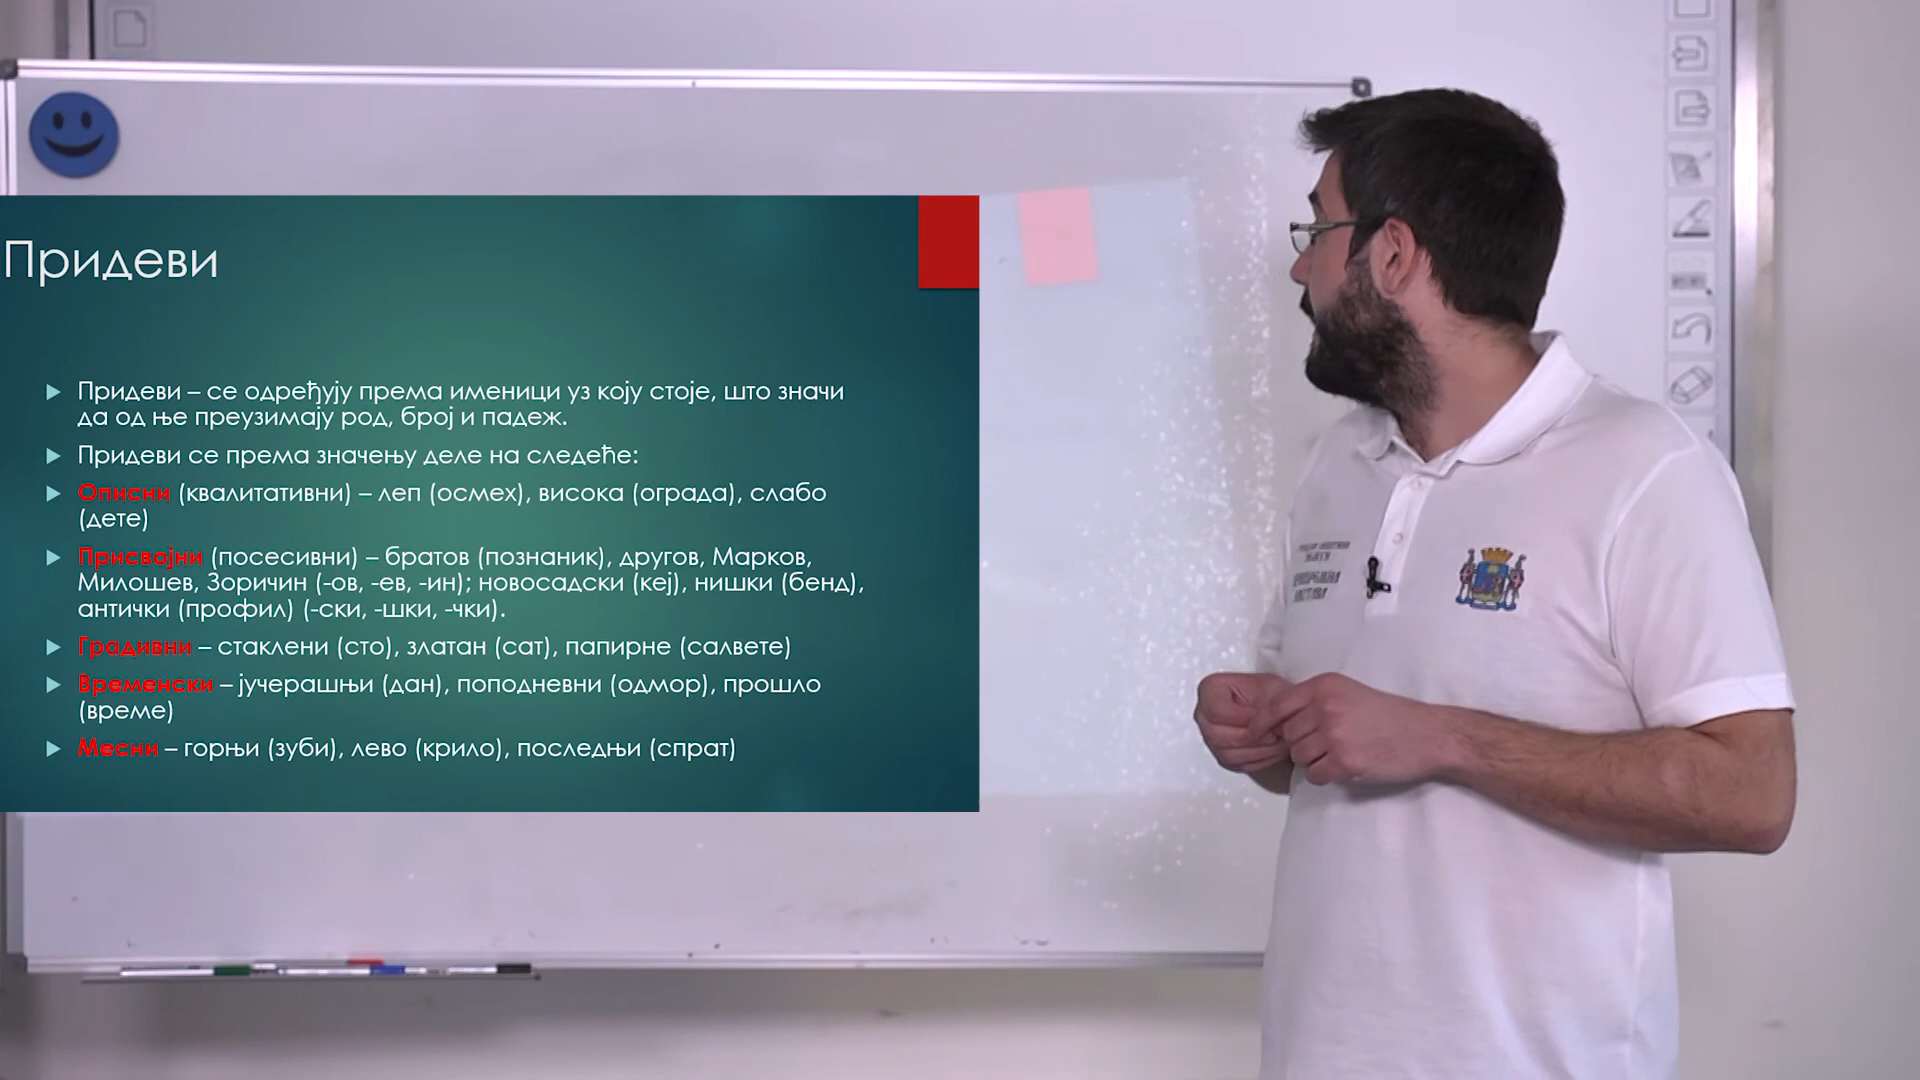 Придеви
Придеви – се одређују према именици уз коју стоје, што значи
да од ње преузимају род, број и падеж.
Придеви се према значењу деле на следеће:
Описни (квалитативни) – леп (осмех), висока (ограда), слабо
(дете)
Присвојни (посесивни) – братов (познаник), другов, Марков,
Милошев, Зоричин (-ов, -ев, -ин); новосадски (кеј), нишки (бенд),
антички (профил) (-ски, -шки, -чки).
Градивни – стаклени (сто), златан (сат), папирне (салвете)
Временски – јучерашњи (дан), поподневни (одмор), прошло
(време)
Месни – горњи (зуби), лево (крило), последњи (спрат)